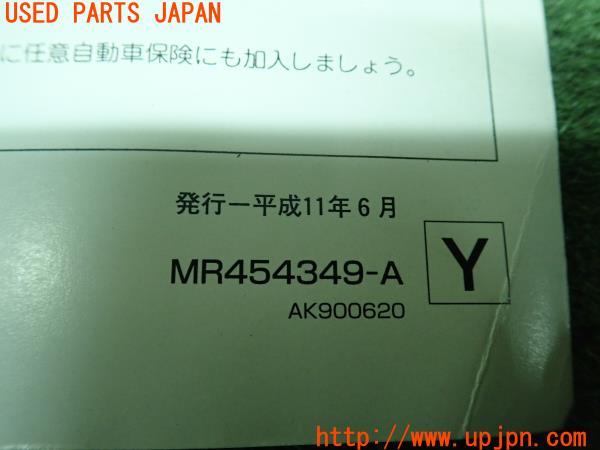 USED PARTS JAPAN
に任意自動車保険にも加入しましょう。
発行ー平成11年6月
MR454349-A
Y
AK900620
http://www.upjpn.com